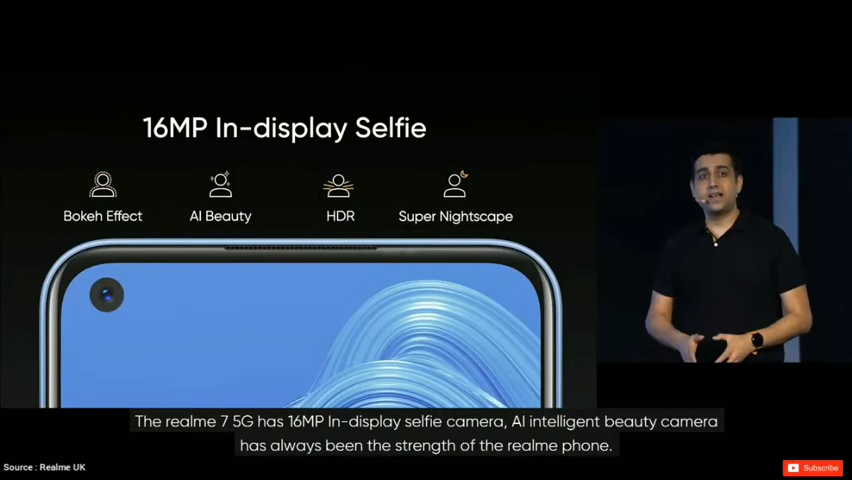 16MP In-display Selfie
Bokeh Effect
AI Beauty
HDR
Super Nightscape
The realme 7 5G has 16MP In-display selfie camera, AI intelligent beauty camera
has always been the strength of the realme phone.
Source : Realme UK
Subscribe